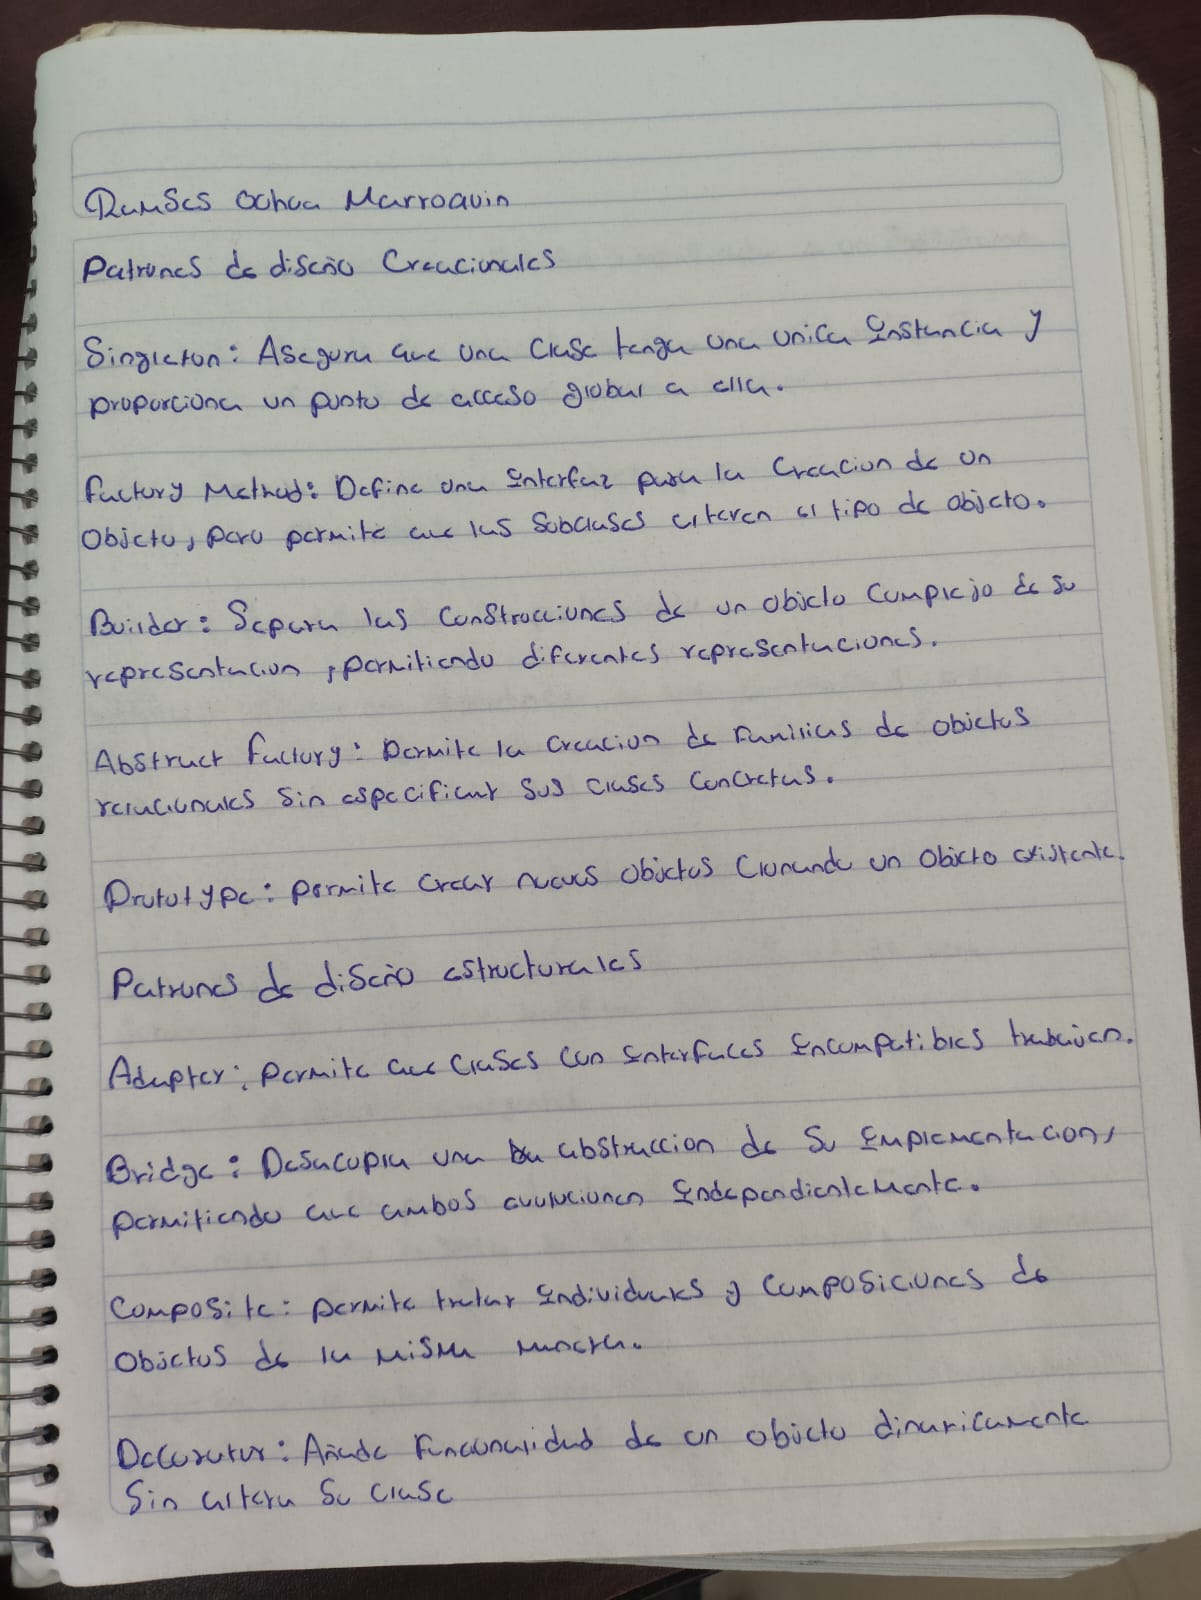 Ramses Ochoa Marroquin
Patrones de diseño Creacionales
Singleton: Asegura que una clase tenga una unica Instancia y
proporciona un punto de acceso global a ella.
Factory Method: Define una Interfaz para la Creacion de un
Objeto, pero permite que las Subclases alteren el tipo de objeto.
Builder: Separa las Construcciones de un objeto Complejo de su
representacion, permitiendo diferentes representaciones.
Abstract Factory: Permite la Creacion de Familias de objetos
relacionales Sin especificar Sus Clases Concretas.
Prototype: permite Crear nuevos Objetos Clonando un Objeto existente.
Patrones de diseño estructurales
Adapter: permite que Clases Con Interfaces Incompatibles trabajen.
Bridge: Desacopla una abstraccion de Su Implementacion,
permitiendo que ambos evolucionen Independientemente.
Composite: permite tratar Individuales y Composiciones de
Objetos de la misma manera.
Decorator: Añade Funcionalidad de un objeto dinamicamente
Sin altera Su Clase